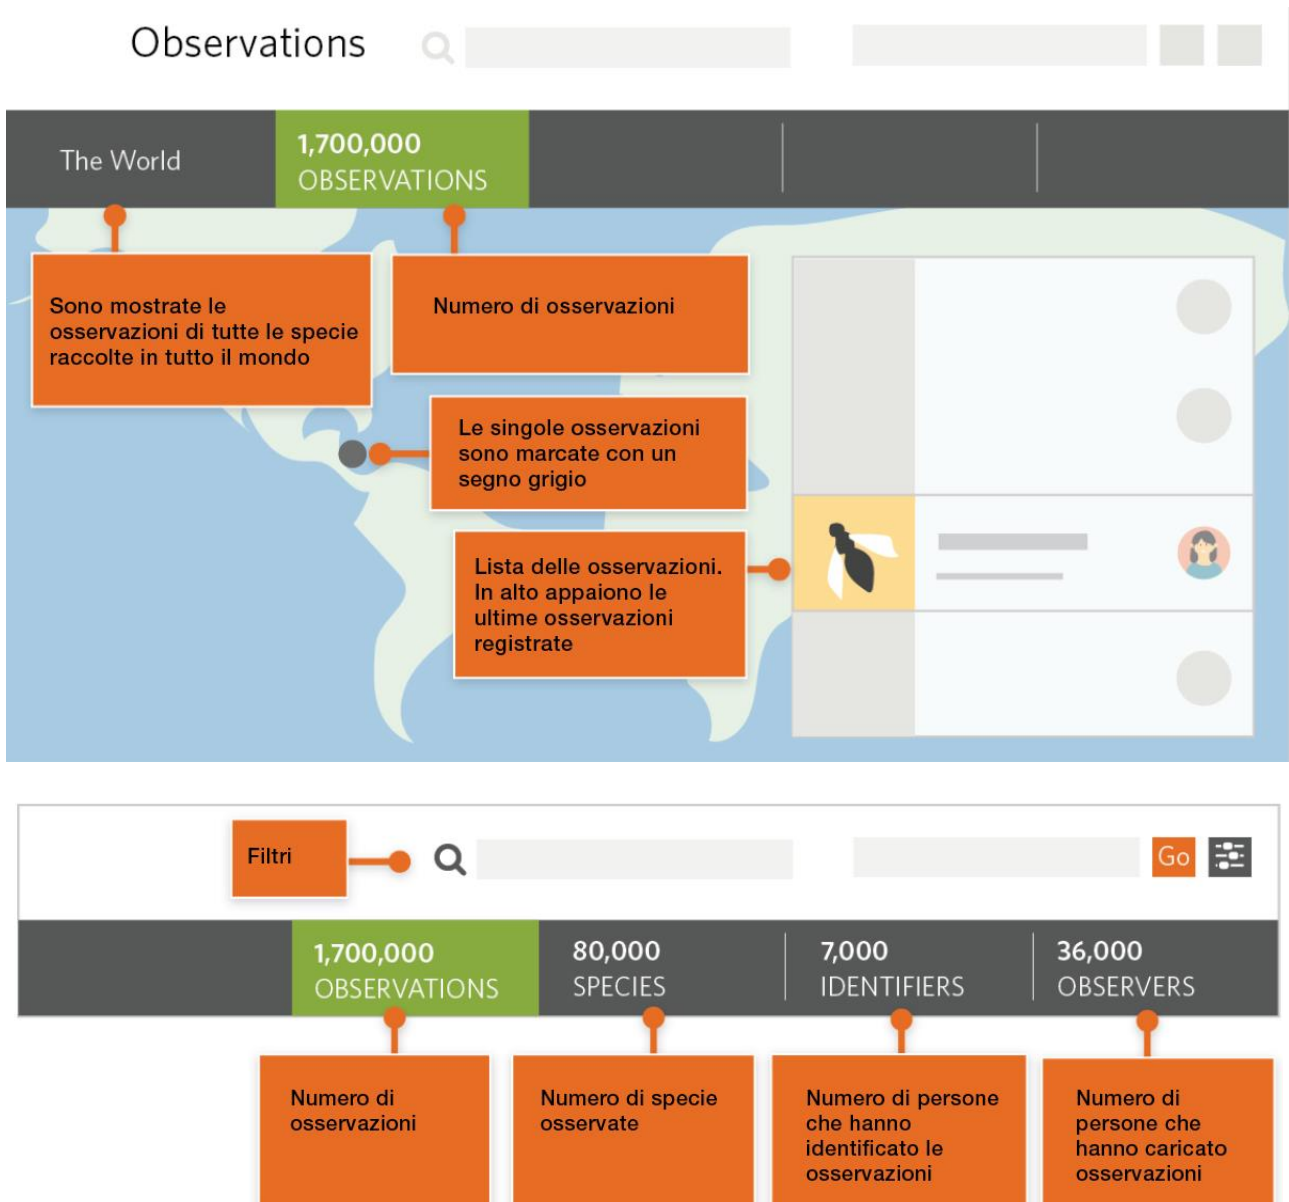 Observations
The World
1,700,000
OBSERVATIONS
Sono mostrate le
osservazioni di tutte le specie
raccolte in tutto il mondo
Numero di osservazioni
Le singole osservazioni
sono marcate con un
segno grigio
Lista delle osservazioni.
In alto appaiono le
ultime osservazioni
registrate
Filtri
Go
1,700,000
OBSERVATIONS
80,000
SPECIES
7,000
IDENTIFIERS
36,000
OBSERVERS
Numero di
osservazioni
Numero di specie
osservate
Numero di persone
che hanno
identificato le
osservazioni
Numero di
persone che
hanno caricato
osservazioni